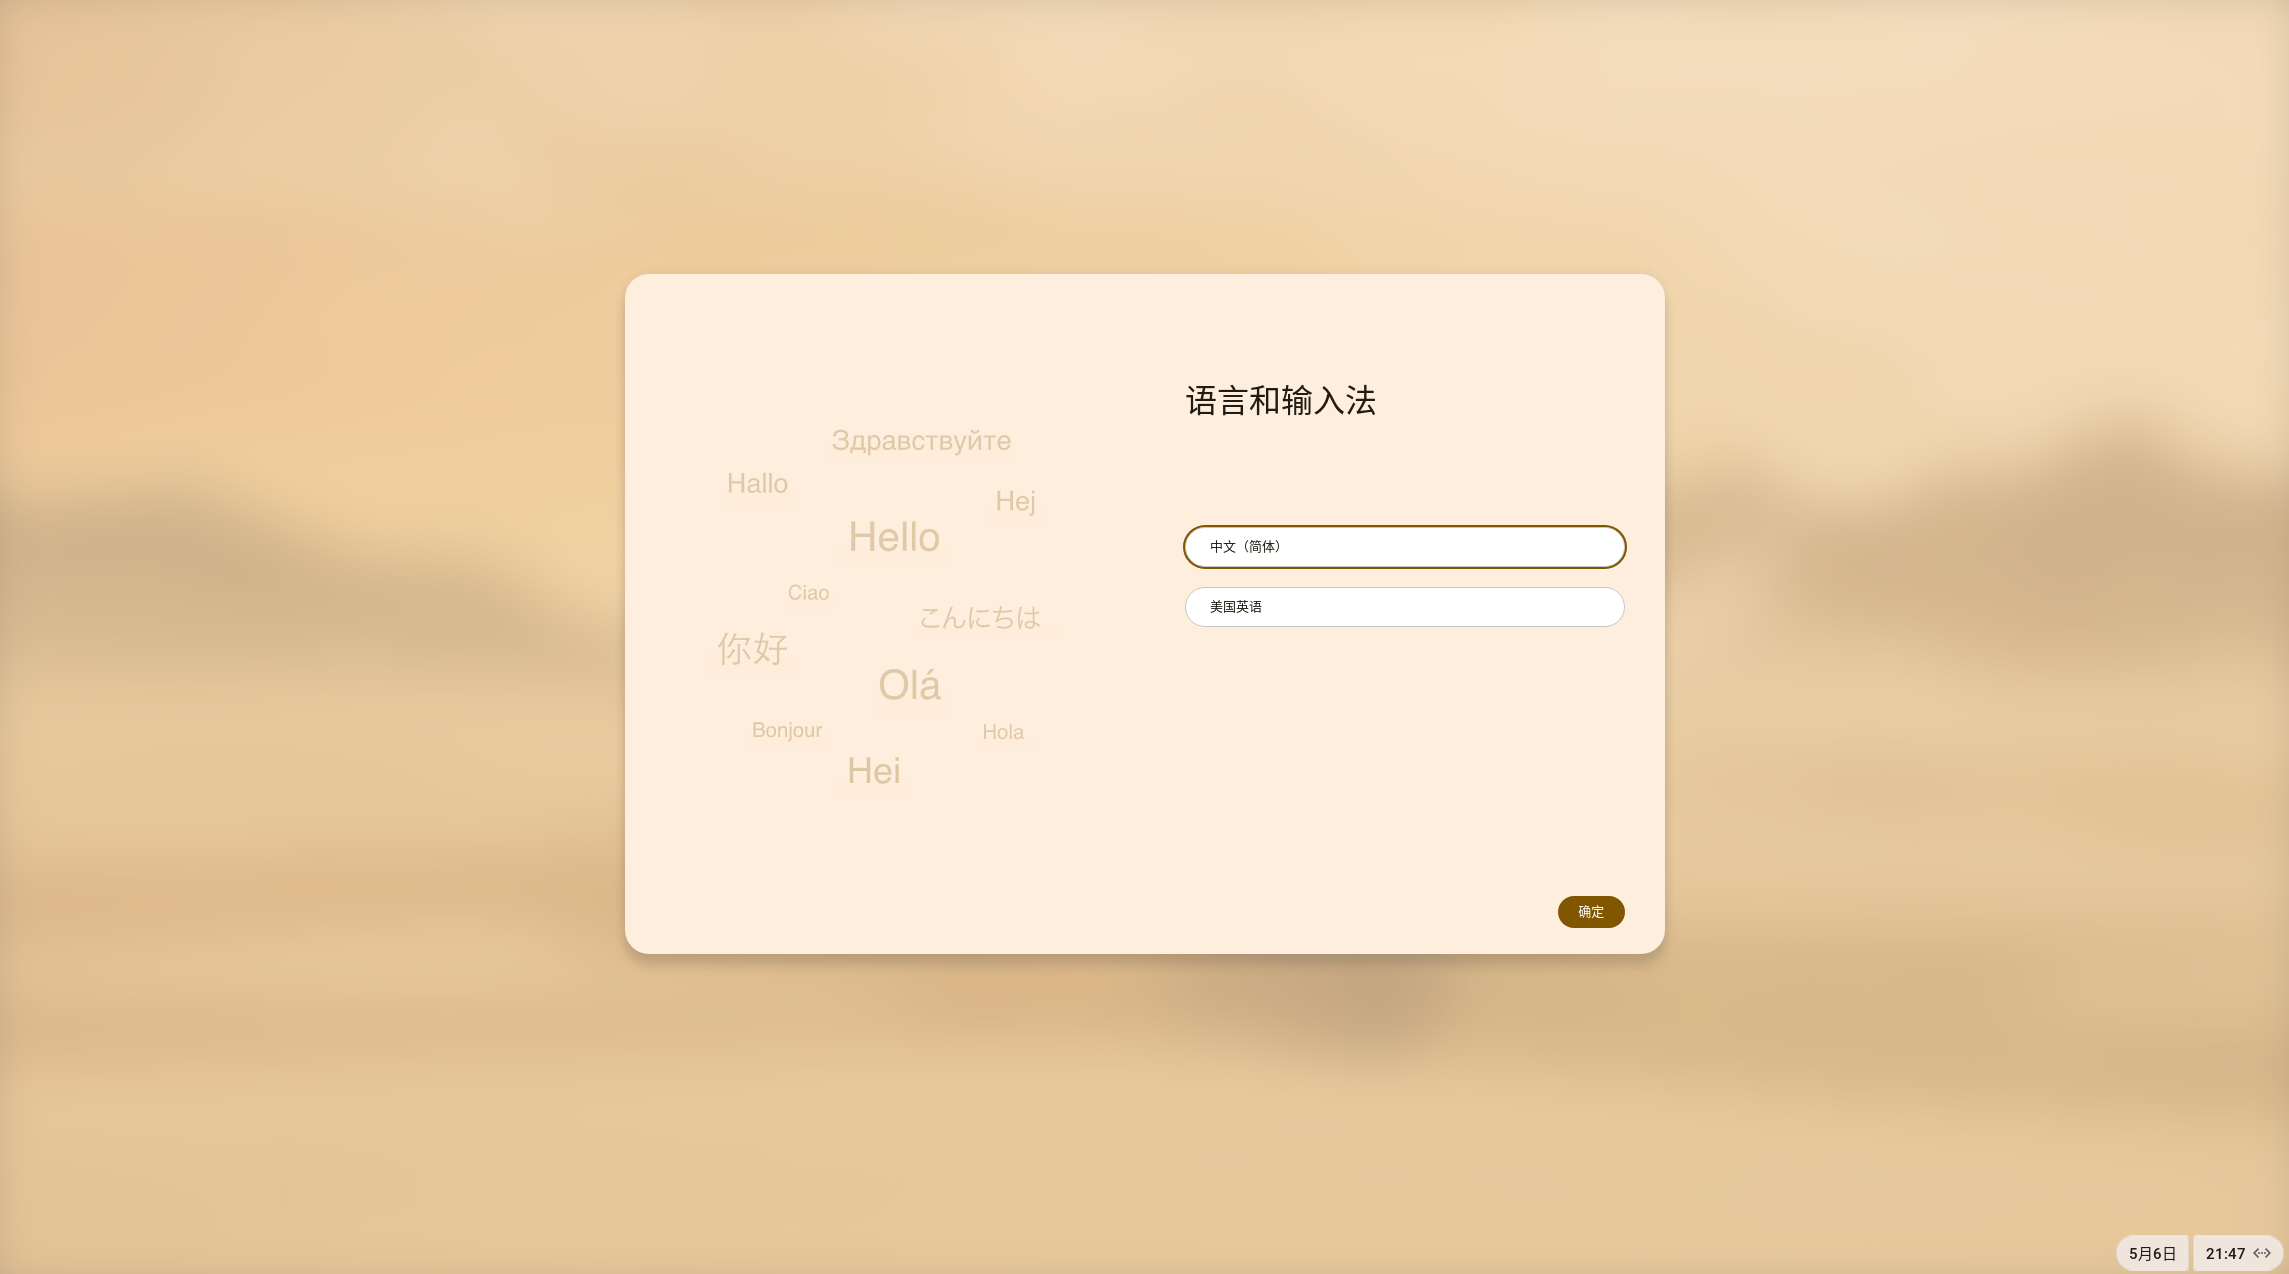 语言和输入法
Здравствуйте
Hallo
Hej
Hello
Ciao
こんにちは
你好
Olá
Bonjour
Hola
Hei
中文（简体）
美国英语
确定
5月6日
21:47